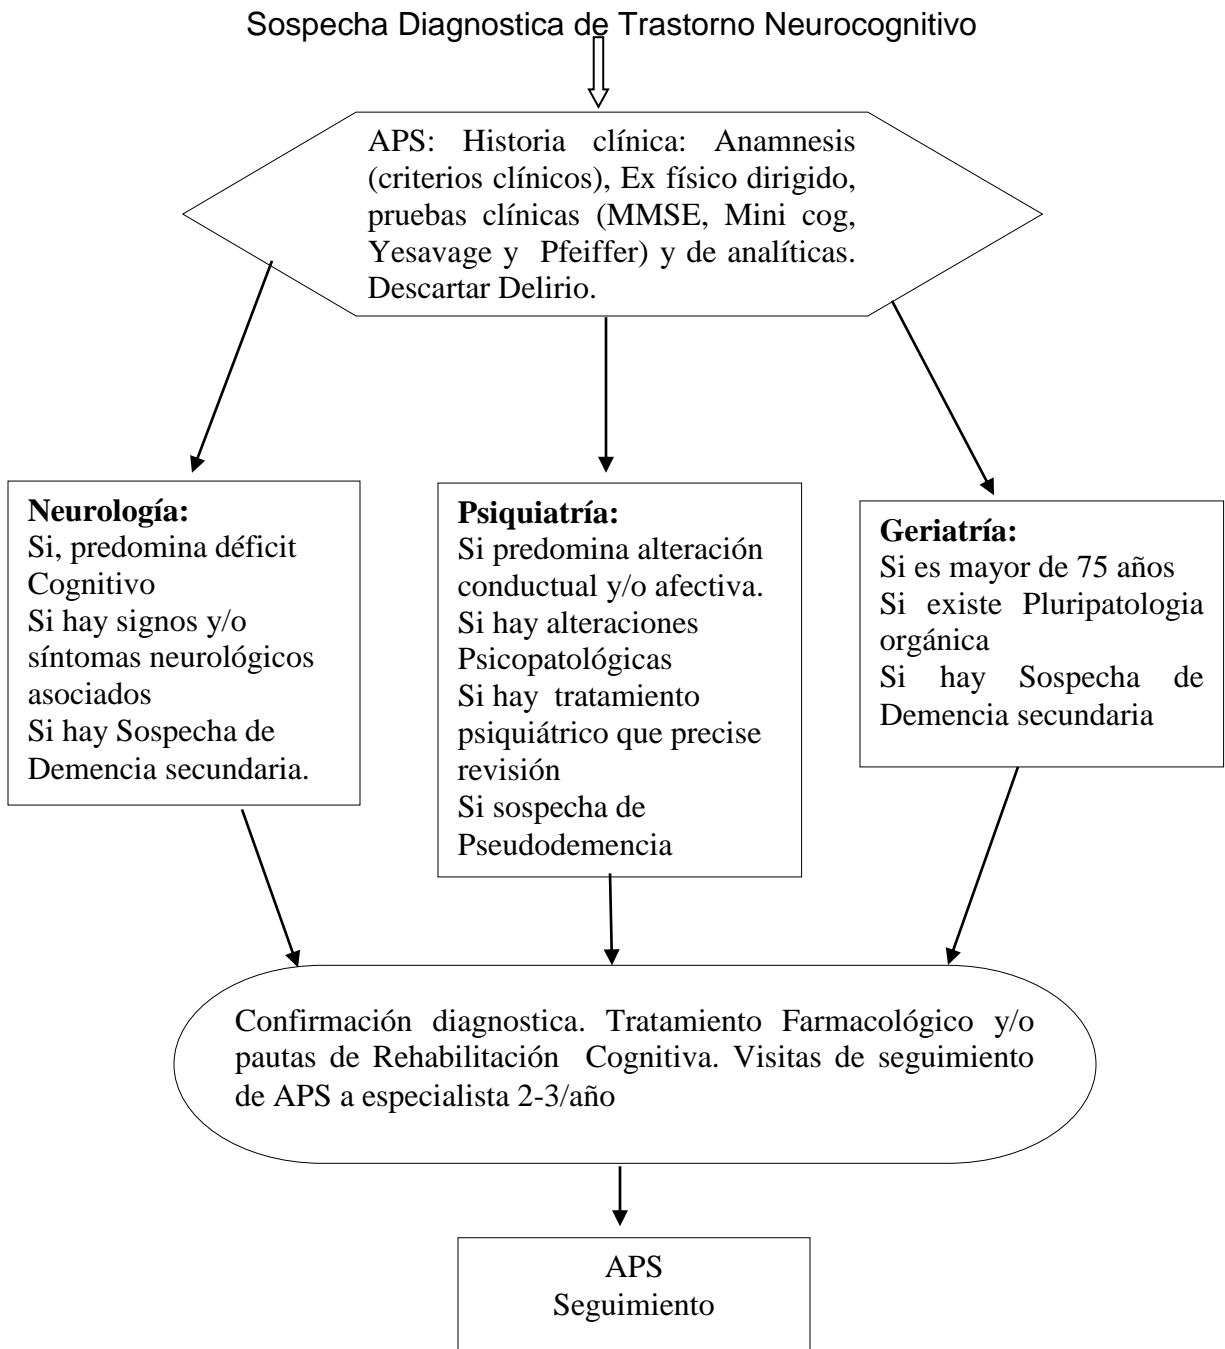 Sospecha Diagnostica de Trastorno Neurocognitivo
APS: Historia clínica: Anamnesis
(criterios clínicos), Ex físico dirigido,
pruebas clínicas (MMSE, Mini cog,
Yesavage y Pfeiffer) y de analíticas.
Descartar Delirio.
Neurología:
Si, predomina déficit
Cognitivo
Si hay signos y/o
síntomas neurológicos
asociados
Si hay Sospecha de
Demencia secundaria.
Psiquiatría:
Si predomina alteración
conductual y/o afectiva.
Si hay alteraciones
Psicopatológicas
Si hay tratamiento
psiquiátrico que precise
revisión
Si sospecha de
Pseudodemencia
Geriatría:
Si es mayor de 75 años
Si existe Pluripatologia
orgánica
Si hay Sospecha de
Demencia secundaria
Confirmación diagnostica. Tratamiento Farmacológico y/o
pautas de Rehabilitación Cognitiva. Visitas de seguimiento
de APS a especialista 2-3/año
APS
Seguimiento